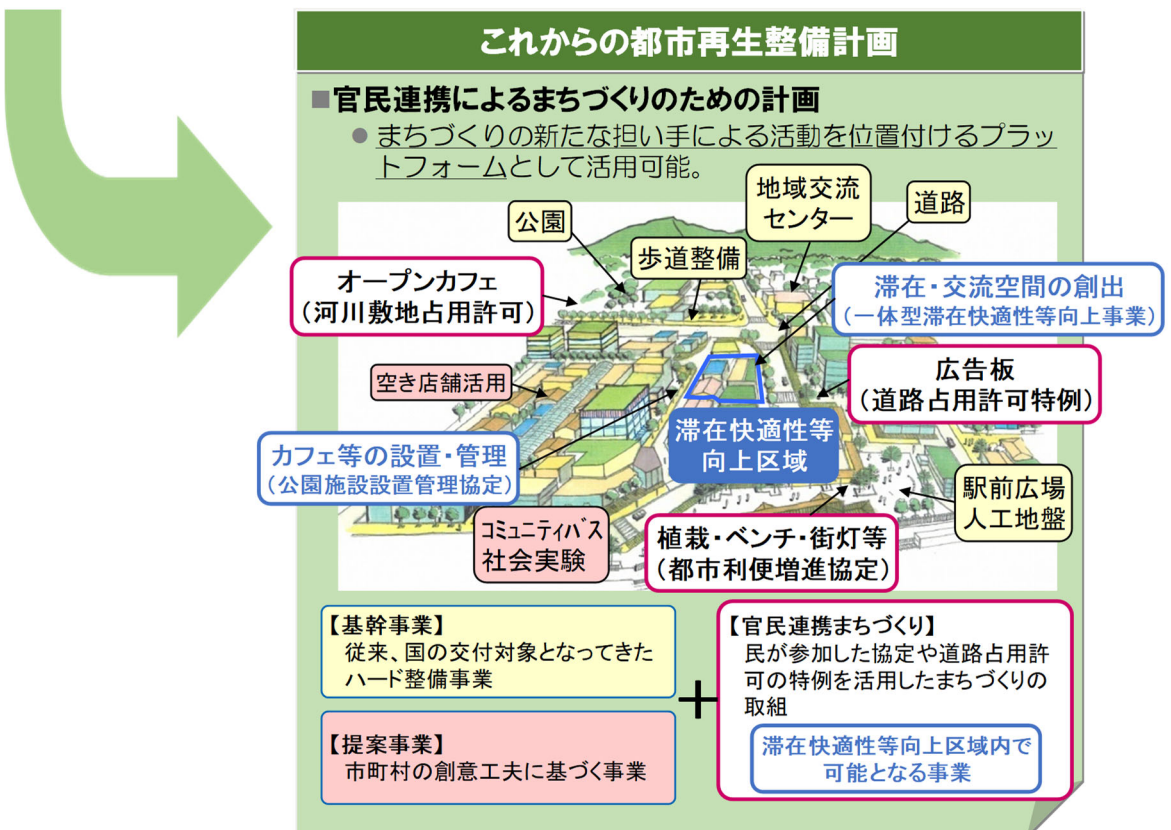 これからの都市再生整備計画
■官民連携によるまちづくりのための計画
● まちづくりの新たな担い手による活動を位置付けるプラッ
トフォームとして活用可能。
地域交流
センター
道路
公園
歩道整備
オープンカフェ
(河川敷地占用許可)
滞在・交流空間の創出
(一体型滞在快適性等向上事業)
空き店舗活用
広告板
(道路占用許可特例)
滞在快適性等
向上区域
カフェ等の設置・管理
(公園施設設置管理協定)
駅前広場
人工地盤
コミュニティバス
社会実験
植栽・ベンチ・街灯等
(都市利便増進協定)
【基幹事業】
従来、国の交付対象となってきた
ハード整備事業
+
【官民連携まちづくり】
民が参加した協定や道路占用許
可の特例を活用したまちづくりの
取組
【提案事業】
市町村の創意工夫に基づく事業
滞在快適性等向上区域内で
可能となる事業